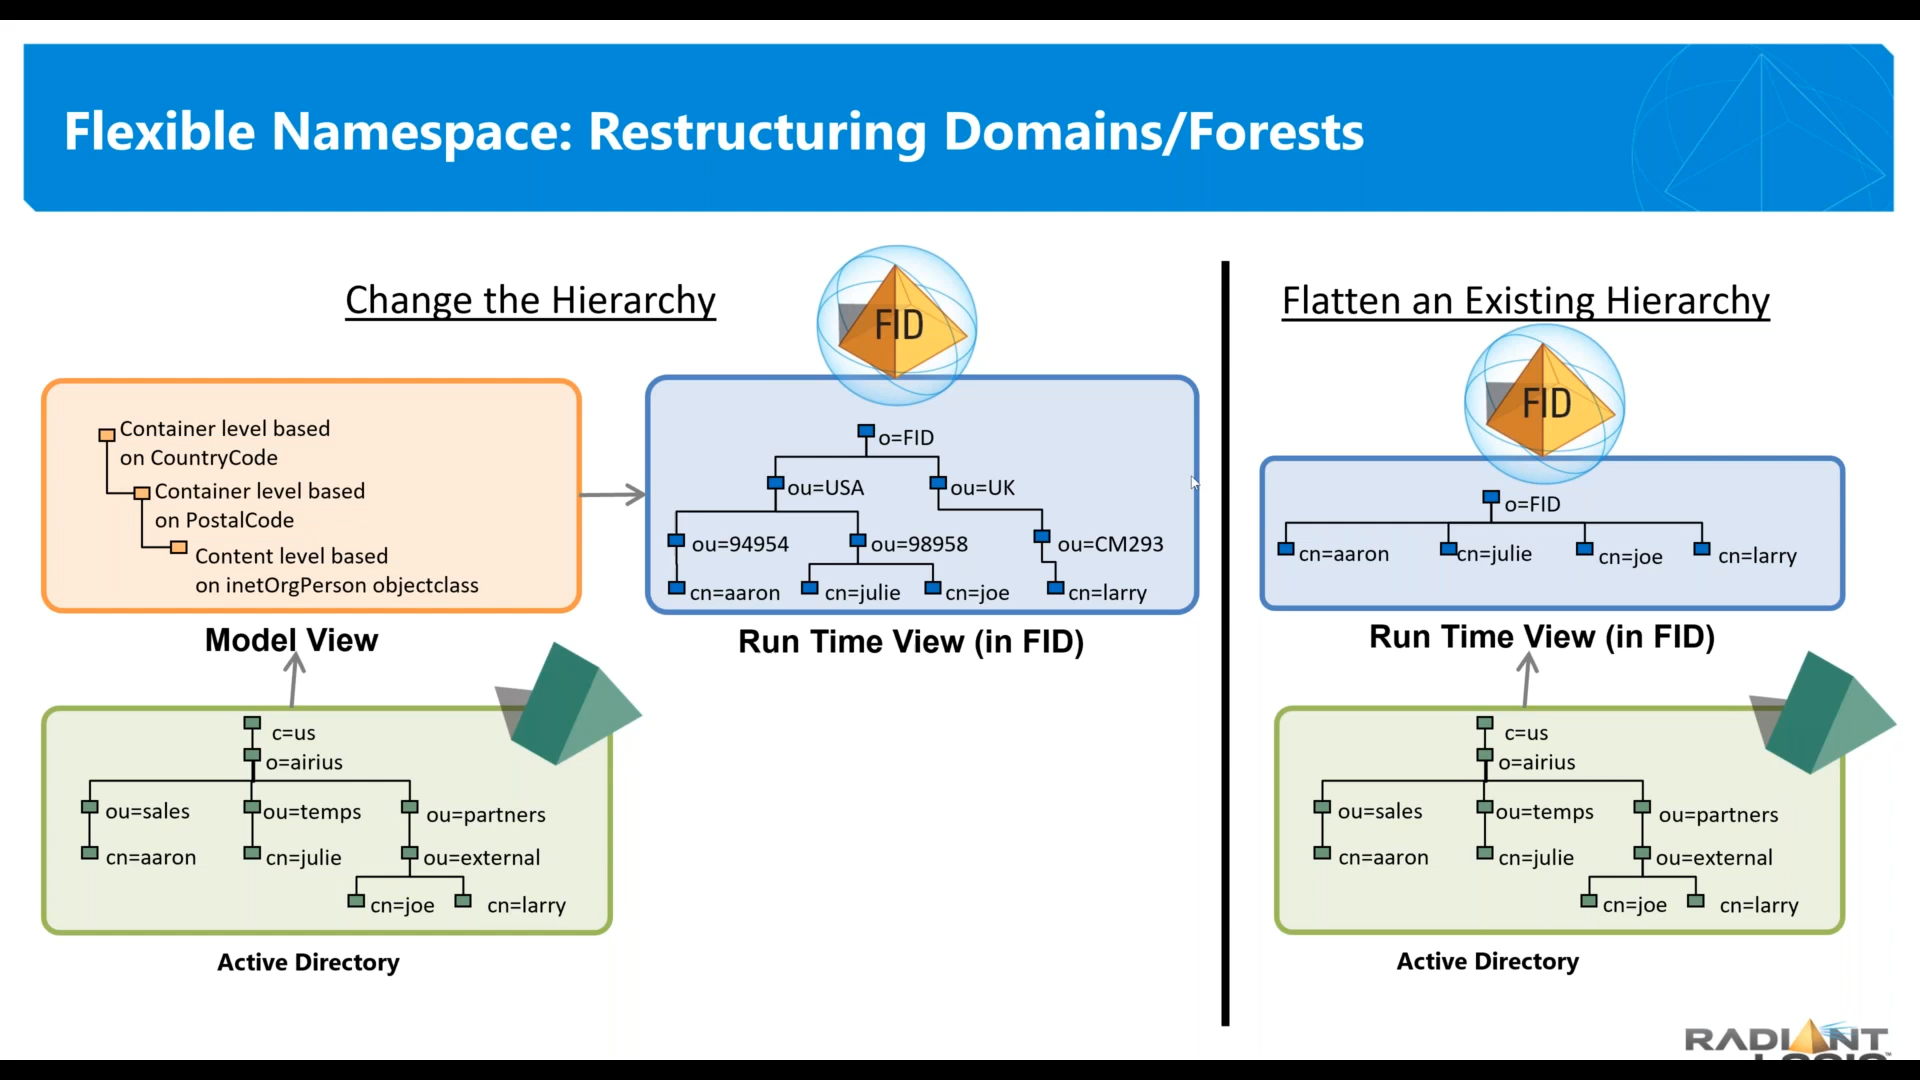 Flexible Namespace: Restructuring Domains/Forests
Change the Hierarchy
FID
Container level based
on CountryCode
Container level based
on PostalCode
Content level based
on inetOrgPerson objectclass
Model View
o=FID
ou=USA
ou=UK
ou=94954
ou=98958
ou=CM293
cn=aaron
cn=julie
cn=joe
cn=larry
Run Time View (in FID)
c=us
o=airius
ou=sales
ou=temps
ou=partners
cn=aaron
cn=julie
ou=external
cn=joe
cn=larry
Active Directory
Flatten an Existing Hierarchy
FID
o=FID
cn=aaron
cn=julie
cn=joe
cn=larry
Run Time View (in FID)
c=us
o=airius
ou=sales
ou=temps
ou=partners
cn=aaron
cn=julie
ou=external
cn=joe
cn=larry
Active Directory
RADIANT
LOGIC